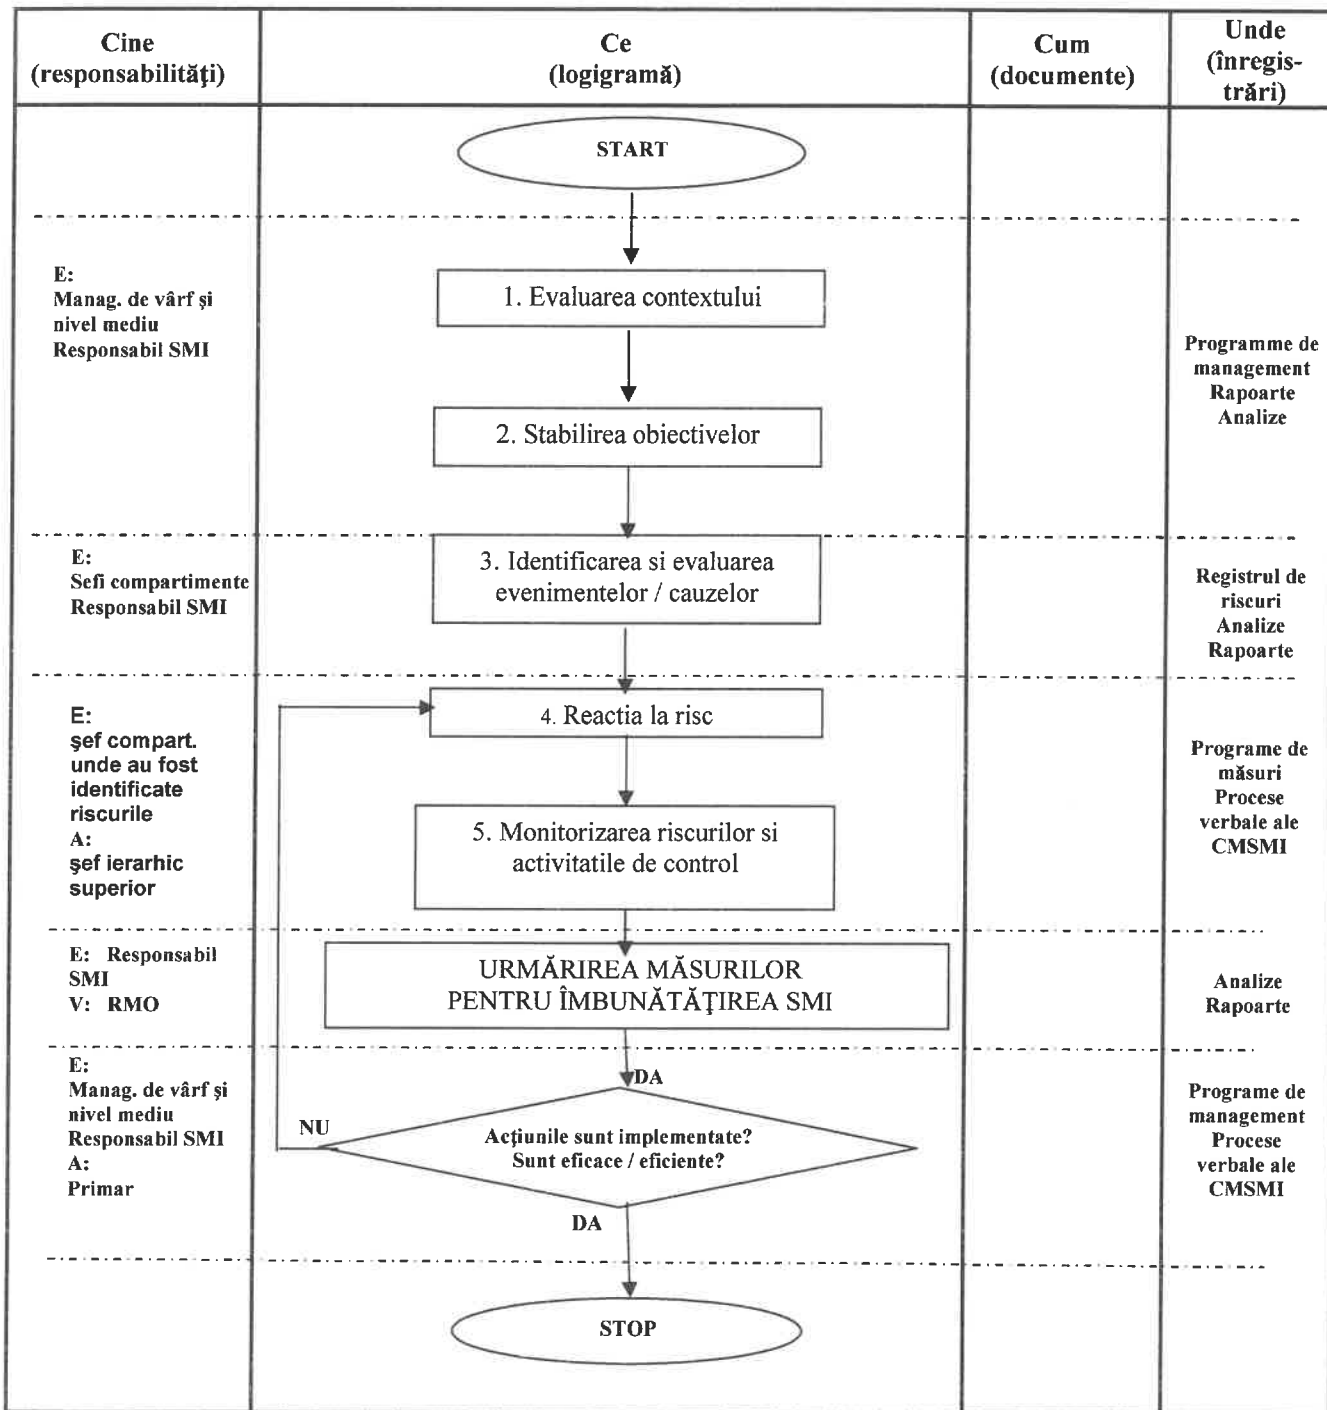 Cine
(responsabilităţi)
Ce
(logigramă)
Cum
(documente)
Unde
(înregis-
trări)
START
E:
Manag. de vârf şi
nivel mediu
Responsabil SMI
1. Evaluarea contextului
2. Stabilirea obiectivelor
Programme de
management
Rapoarte
Analize
E:
Sefi compartimente
Responsabil SMI
3. Identificarea si evaluarea
evenimentelor / cauzelor
Registrul de
riscuri
Analize
Rapoarte
E:
şef compart.
unde au fost
identificate
riscurile
A:
şef ierarhic
superior
4. Reactia la risc
5. Monitorizarea riscurilor si
activitatile de control
Programe de
măsuri
Procese
verbale ale
CMSMI
E: Responsabil
SMI
V: RMO
URMĂRIREA MĂSURILOR
PENTRU ÎMBUNĂTĂŢIREA SMI
Analize
Rapoarte
E:
Manag. de vârf şi
nivel mediu
Responsabil SMI
A:
Primar
DA
NU
Acţiunile sunt implementate?
Sunt eficace / eficiente?
DA
Programe de
management
Procese
verbale ale
CMSMI
STOP